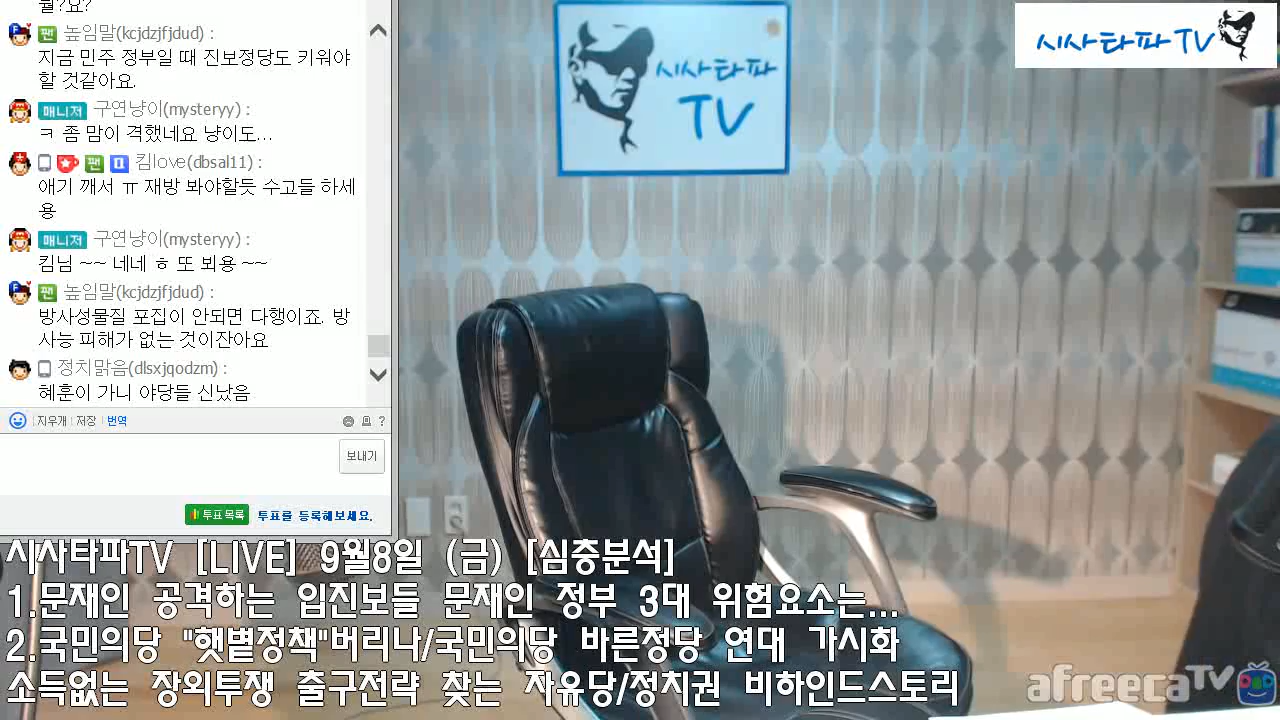 뭘?요?
높임말(kcjdzjfjdud) :
지금 민주 정부일 때 진보정당도 키워야
할 것같아요.
매니저 구연냥이(mysteryy) :
ㅋ 좀 맘이 격했네요 냥이도...
팬 킴love(dbsal11) :
애기 깨서 ㅠ 재방 봐야할듯 수고들 하세
용
매니저 구연냥이(mysteryy) :
킴님 ~~ 네네 ㅎ 또 뵈용 ~~
팬 높임말(kcjdzjfjdud) :
방사성물질 포집이 안되면 다행이죠. 방
사능 피해가 없는 것이잔아요
정치맑음(dlsxjqodzm) :
혜훈이 가니 야당들 신났음
지우개 저장 번역 ?
보내기
투표목록 투표를 등록해보세요.
시사타파
TV
시사타파TV
시사타파TV [LIVE] 9월8일 (금) [심층분석]
1.문재인 공격하는 입진보들 문재인 정부 3대 위험요소는...
2.국민의당 "햇볕정책"버리나/국민의당 바른정당 연대 가시화
소득없는 장외투쟁 출구전략 찾는 자유당/정치권 비하인드스토리
afreecaTV